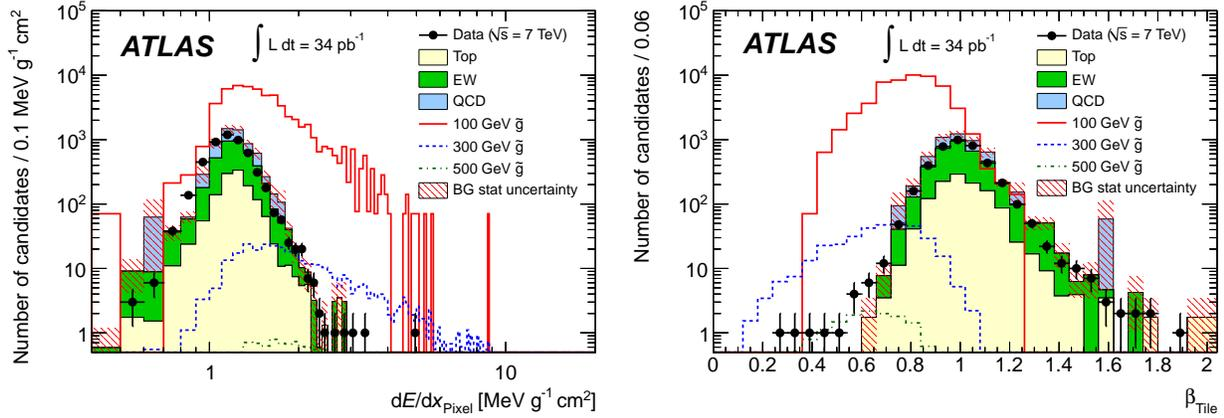 Number of candidates / 0.1 MeV g⁻¹ cm²
10⁵
10⁴
10³
10²
10
1
ATLAS
∫ L dt = 34 pb⁻¹
Data (√s = 7 TeV)
Top
EW
QCD
100 GeV g̃
300 GeV g̃
500 GeV g̃
BG stat uncertainty
1 10
dE/dx_Pixel [MeV g⁻¹ cm²]
Number of candidates / 0.06
10⁵
10⁴
10³
10²
10
1
ATLAS
∫ L dt = 34 pb⁻¹
Data (√s = 7 TeV)
Top
EW
QCD
100 GeV g̃
300 GeV g̃
500 GeV g̃
BG stat uncertainty
0 0.2 0.4 0.6 0.8 1 1.2 1.4 1.6 1.8 2
β_Tile